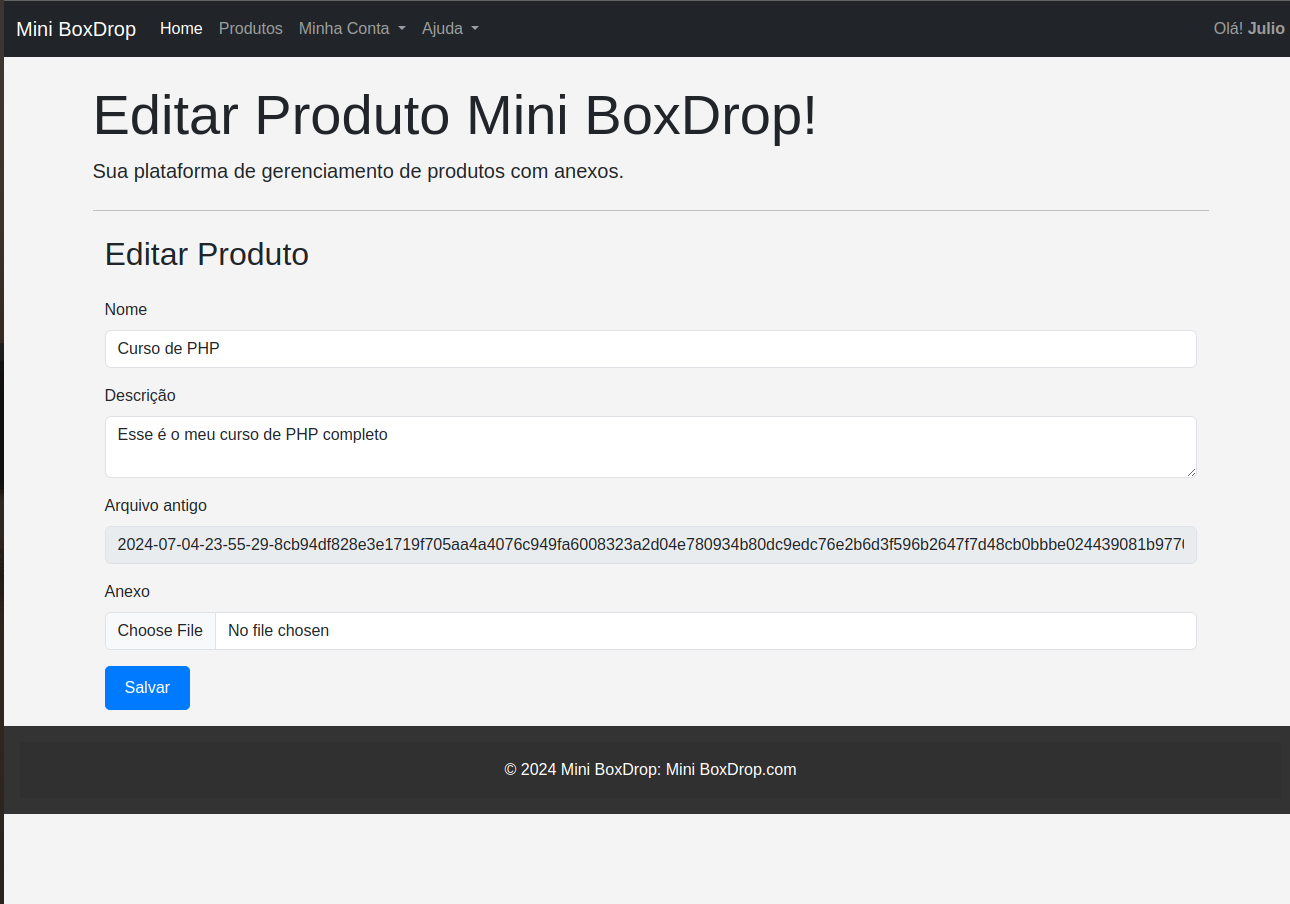 Mini BoxDrop Home Produtos Minha Conta Ajuda Olá! Julio
Editar Produto Mini BoxDrop!
Sua plataforma de gerenciamento de produtos com anexos.
Editar Produto
Nome
Curso de PHP
Descrição
Esse é o meu curso de PHP completo
Arquivo antigo
2024-07-04-23-55-29-8cb94df828e3e1719f705aa4a4076c949fa6008323a2d04e780934b80dc9edc76e2b6d3f596b2647f7d48cb0bbbe024439081b977
Anexo
Choose File No file chosen
Salvar
© 2024 Mini BoxDrop: Mini BoxDrop.com